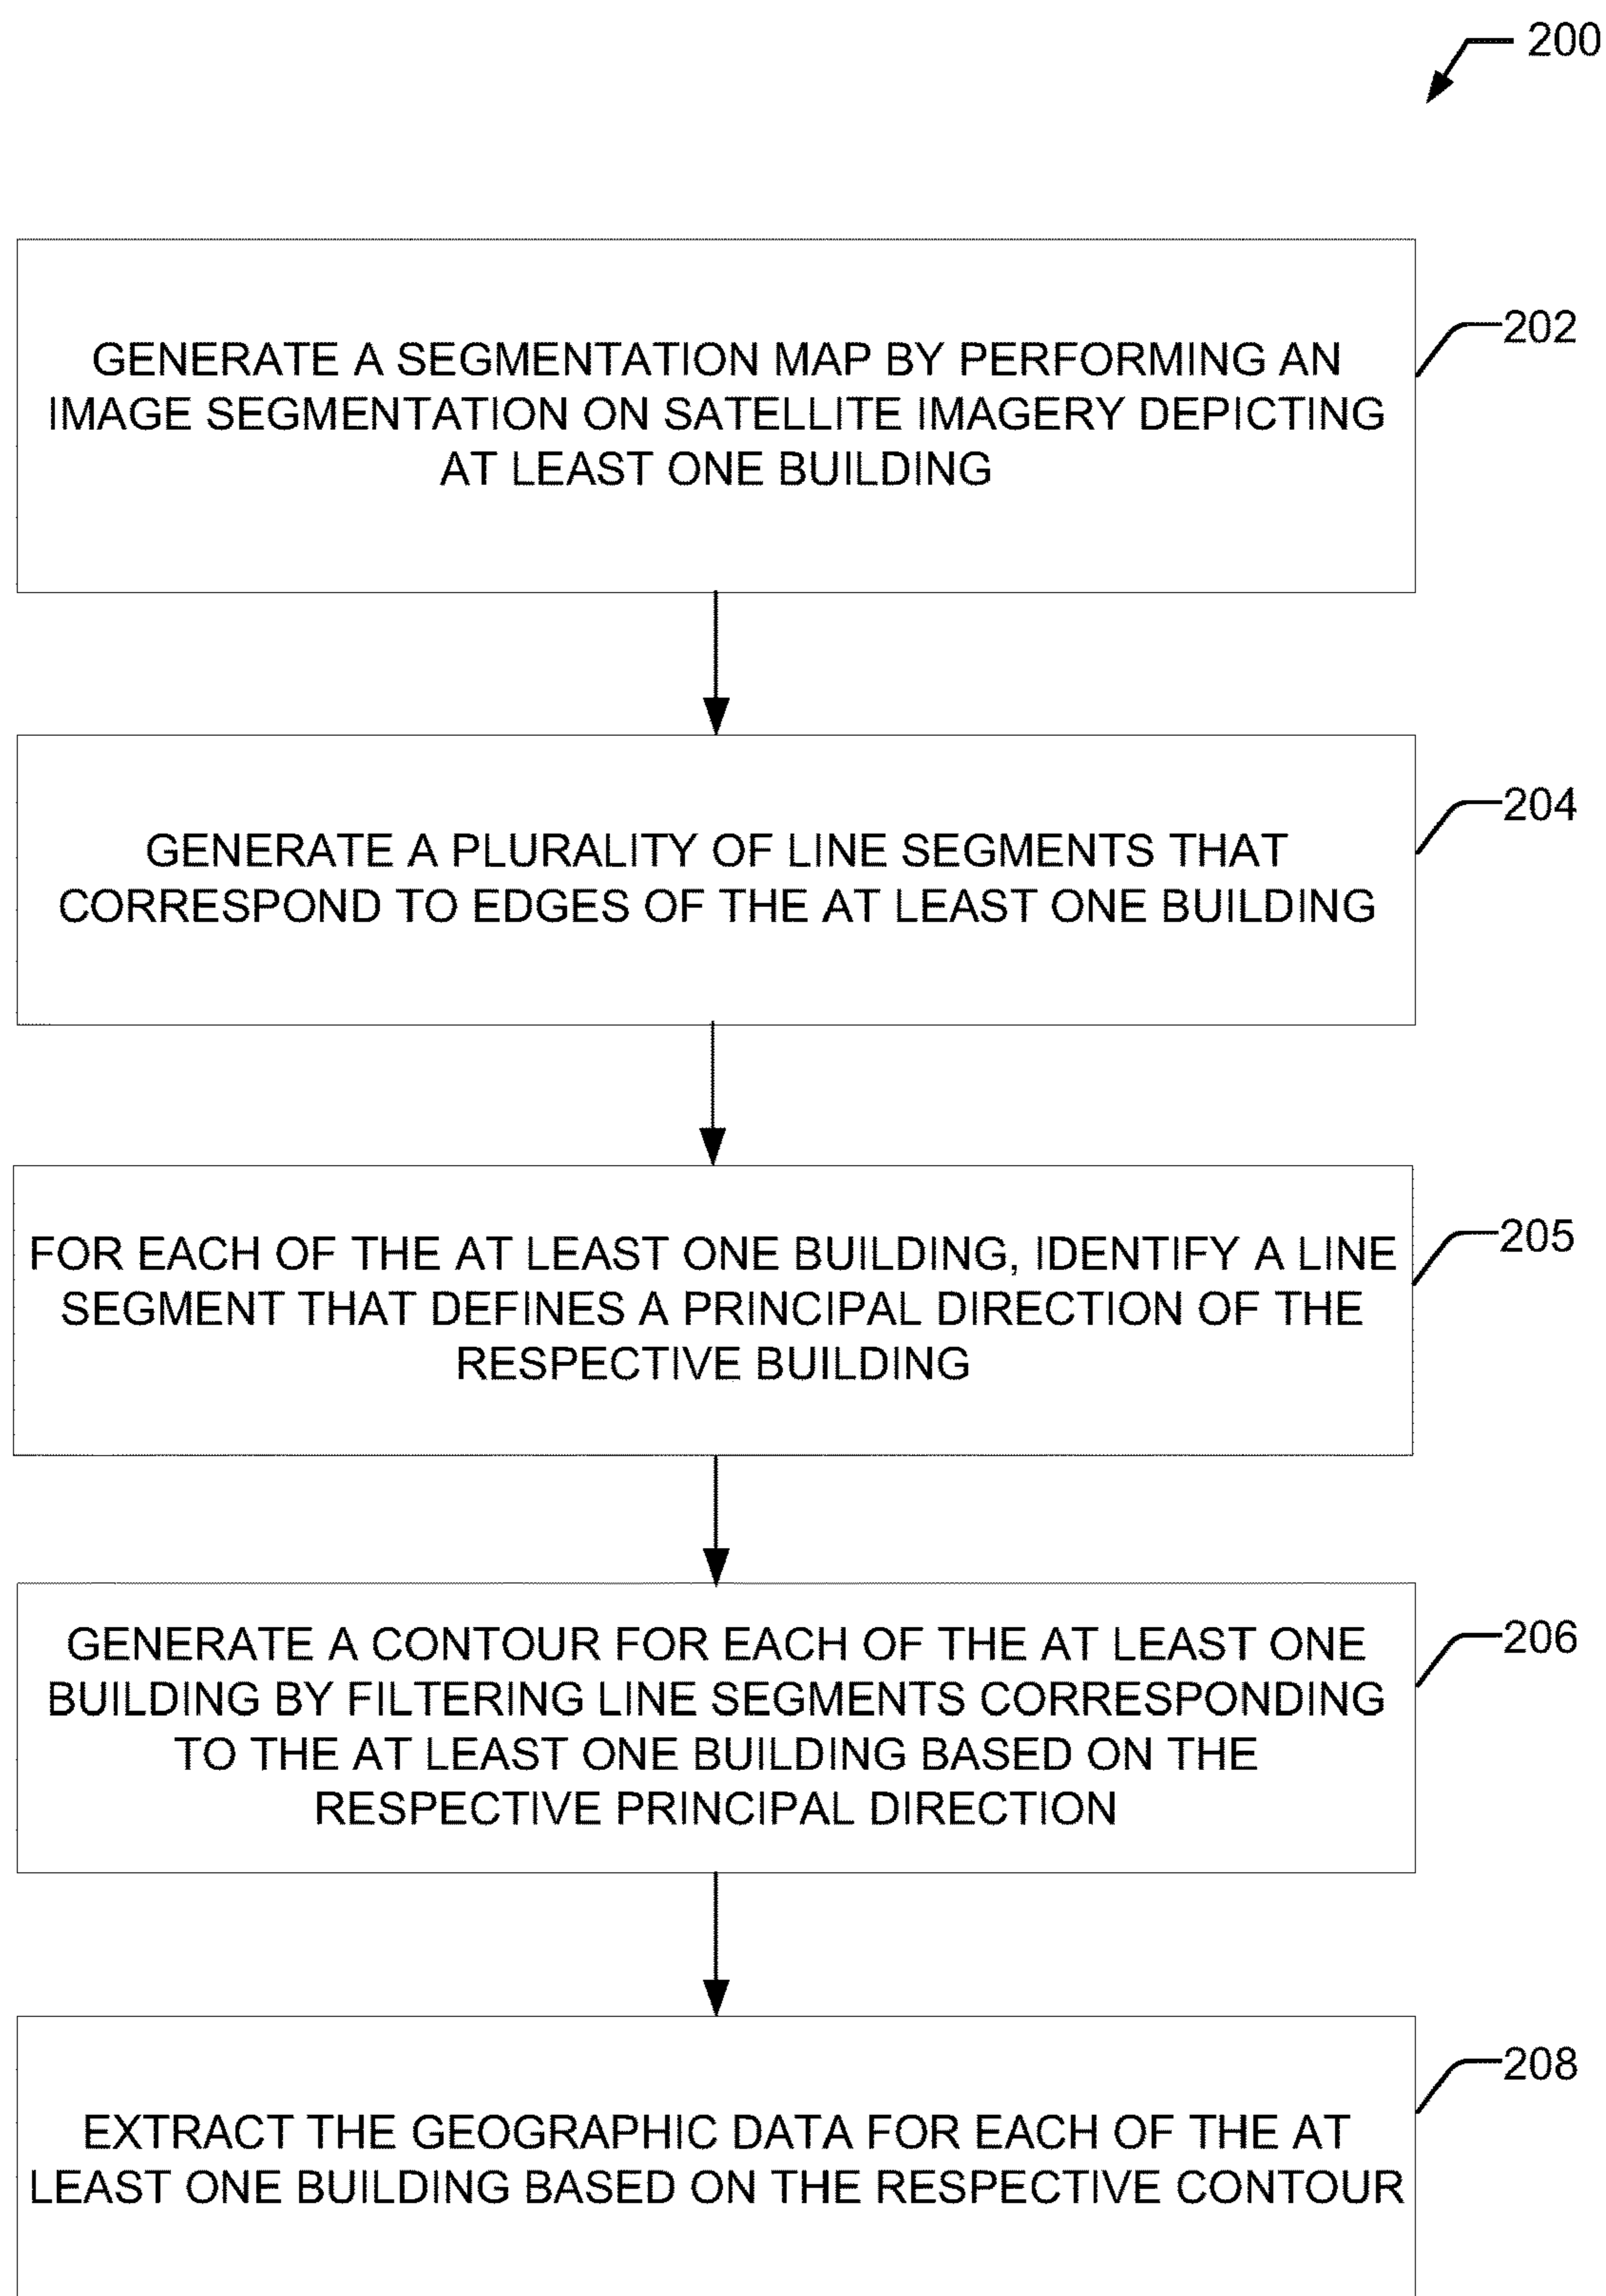 200
GENERATE A SEGMENTATION MAP BY PERFORMING AN
IMAGE SEGMENTATION ON SATELLITE IMAGERY DEPICTING
AT LEAST ONE BUILDING
202
GENERATE A PLURALITY OF LINE SEGMENTS THAT
CORRESPOND TO EDGES OF THE AT LEAST ONE BUILDING
204
FOR EACH OF THE AT LEAST ONE BUILDING, IDENTIFY A LINE
SEGMENT THAT DEFINES A PRINCIPAL DIRECTION OF THE
RESPECTIVE BUILDING
205
GENERATE A CONTOUR FOR EACH OF THE AT LEAST ONE
BUILDING BY FILTERING LINE SEGMENTS CORRESPONDING
TO THE AT LEAST ONE BUILDING BASED ON THE
RESPECTIVE PRINCIPAL DIRECTION
206
EXTRACT THE GEOGRAPHIC DATA FOR EACH OF THE AT
LEAST ONE BUILDING BASED ON THE RESPECTIVE CONTOUR
208